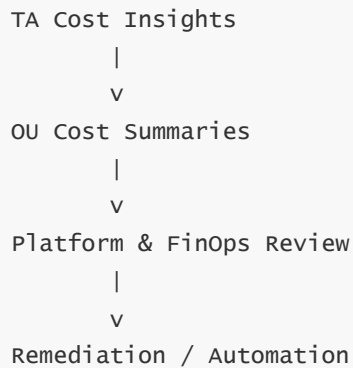 TA Cost Insights
|
v
OU Cost Summaries
|
v
Platform & FinOps Review
|
v
Remediation / Automation